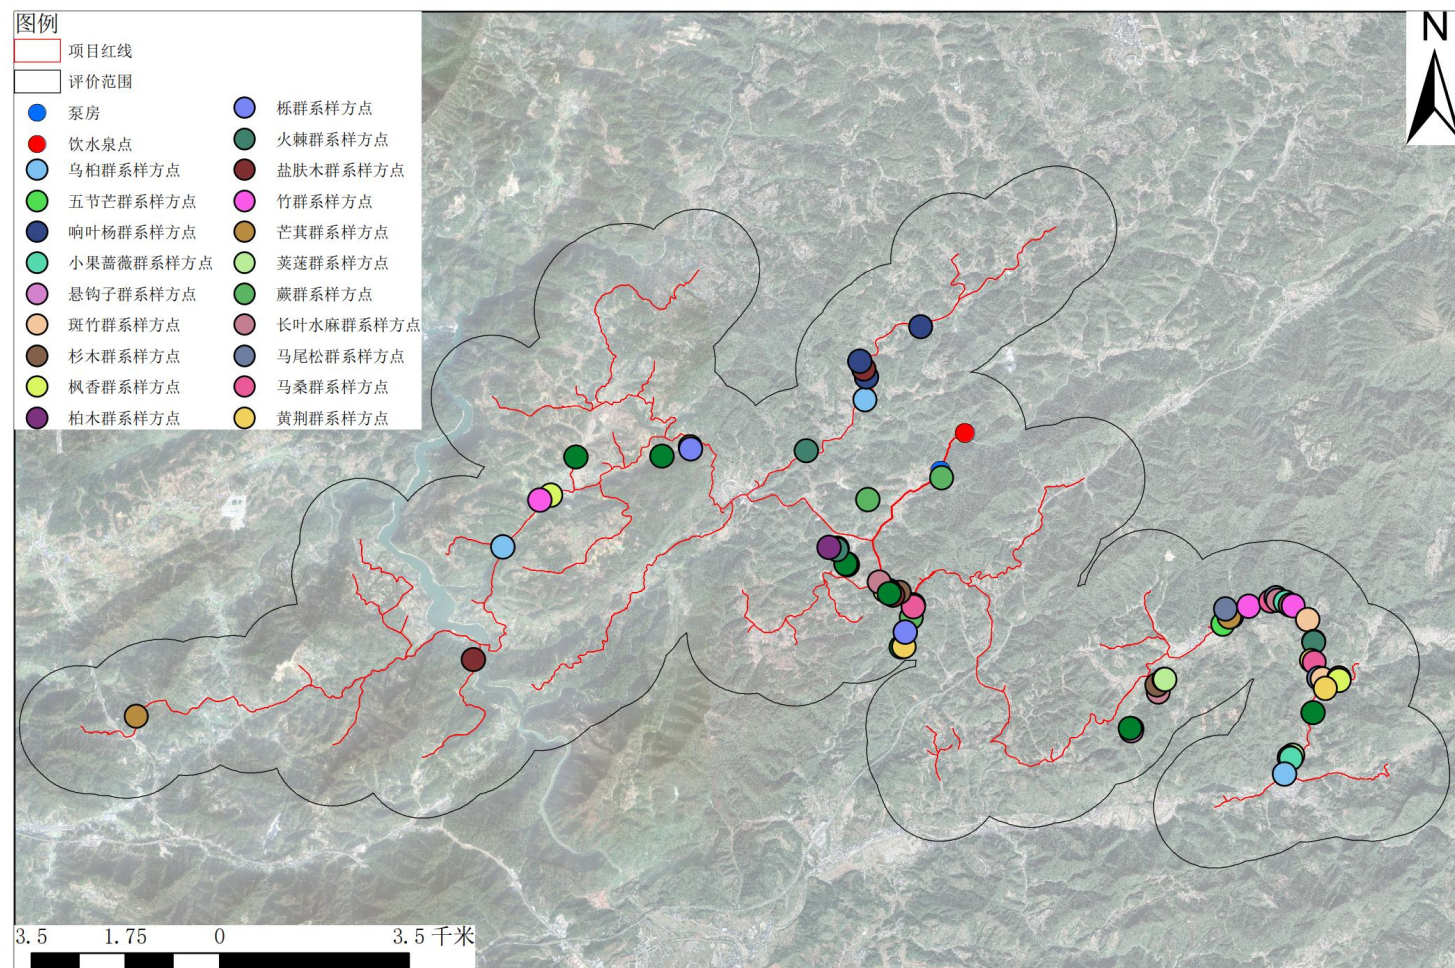 图例
项目红线
评价范围
泵房
饮水泉点
乌桕群系样方点
五节芒群系样方点
响叶杨群系样方点
小果蔷薇群系样方点
悬钩子群系样方点
斑竹群系样方点
杉木群系样方点
枫香群系样方点
柏木群系样方点
栎群系样方点
火棘群系样方点
盐肤木群系样方点
竹群系样方点
芒萁群系样方点
荚蒾群系样方点
蕨群系样方点
长叶水麻群系样方点
马尾松群系样方点
马桑群系样方点
黄荆群系样方点
N
3.5 1.75 0 3.5 千米